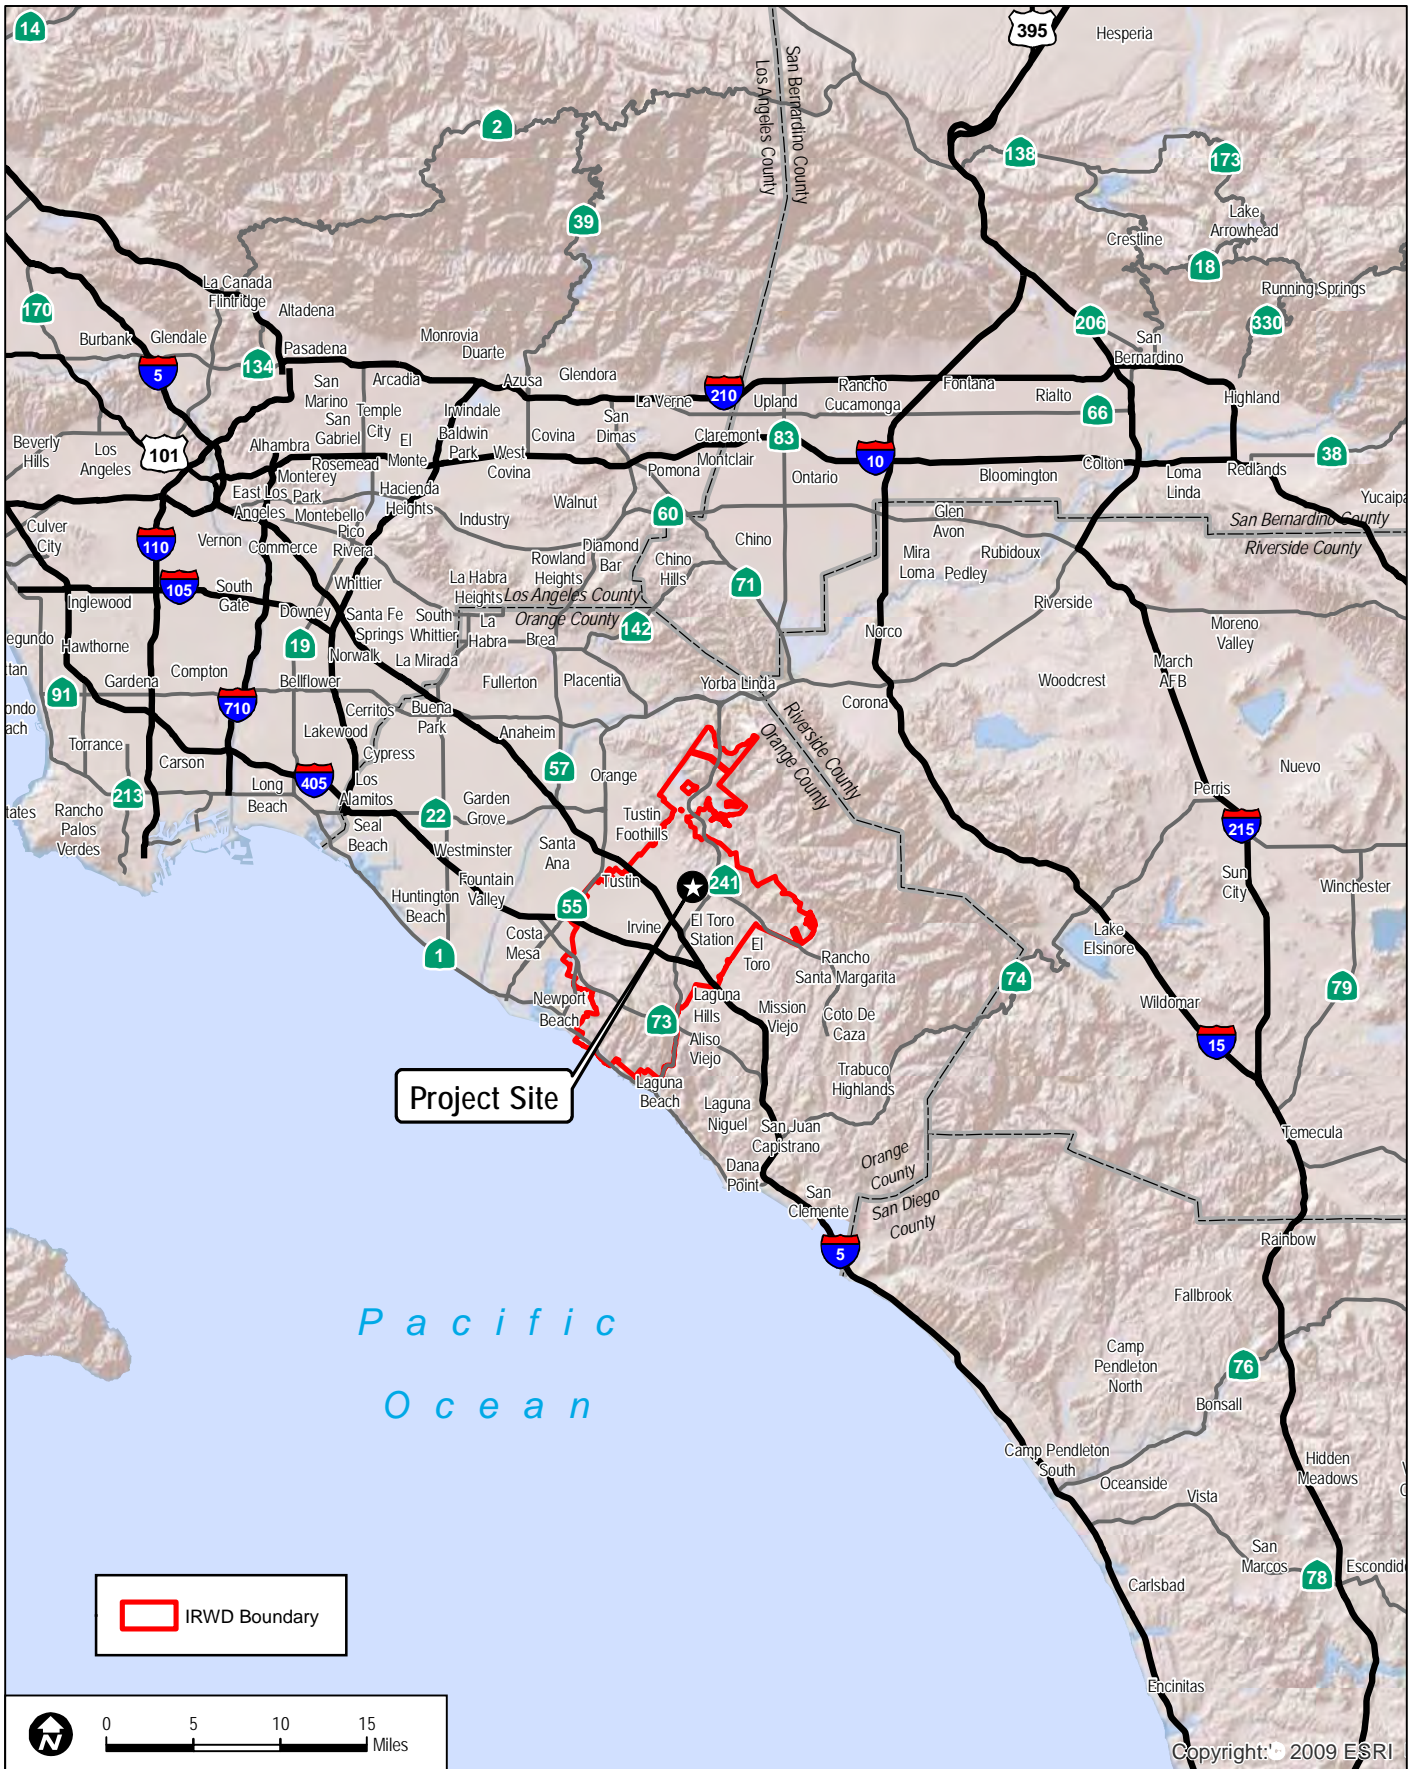 14
395
Hesperia
San Bernardino County
Los Angeles County
2
138
173
39
Lake
Arrowhead
Crestline
18
La Canada
Flintridge
Altadena
Running Springs
170
206
330
Burbank
Glendale
Monrovia
Duarte
San
Bernardino
134
Pasadena
5
San
Marino
Arcadia
Azusa
Glendora
210
La Verne
Upland
Rancho
Cucamonga
Fontana
Rialto
66
Highland
San
Gabriel
Temple
City
Irwindale
Baldwin
Park
San
Dimas
Beverly
Hills
Los
Angeles
101
Alhambra
El
Monte
Covina
West
Covina
Claremont
Montclair
83
Rosemead
Monterey
Park
Pomona
Ontario
10
Bloomington
Colton
Loma
Linda
Redlands
38
Yucaipa
East Los
Angeles
Hacienda
Heights
Walnut
Montebello
Industry
60
Culver
City
110
Vernon
Commerce
Pico
Rivera
Glen
Avon
San Bernardino County
Riverside County
Rowland
Heights
Diamond
Bar
Chino
Chino
Hills
Mira
Loma
Pedley
Rubidoux
Whittier
La Habra
Heights
71
105
Inglewood
South
Gate
Downey
Los Angeles County
Orange County
Riverside
Santa Fe
Springs
South
Whittier
La
Habra
Brea
142
Moreno
Valley
egundo
Hawthorne
19
Norwalk
La Mirada
Norco
March
AFB
ttan
Compton
91
Gardena
Bellflower
Fullerton
Placentia
Yorba Linda
Corona
Woodcrest
ondo
ach
710
Cerritos
Buena
Park
Riverside County
Orange County
Lakewood
Anaheim
Torrance
Carson
Cypress
57
Orange
Nuevo
405
213
Long
Beach
Los
Alamitos
Perris
tates
Rancho
Palos
Verdes
22
Garden
Grove
Tustin
Foothills
215
Seal
Beach
Westminster
Santa
Ana
Sun
City
Winchester
Huntington
Beach
Fountain
Valley
Tustin
241
55
Irvine
El Toro
Station
1
Costa
Mesa
El
Toro
Lake
Elsinore
Rancho
Santa Margarita
74
79
Newport
Beach
Laguna
Hills
Mission
Viejo
Coto De
Caza
Wildomar
73
Aliso
Viejo
15
Trabuco
Highlands
Project Site
Laguna
Beach
Laguna
Niguel
San Juan
Capistrano
Temecula
Dana
Point
Orange
County
San
Clemente
San Diego
County
5
Rainbow
Fallbrook
Pacific
Ocean
Camp
Pendleton
North
76
Bonsall
Camp Pendleton
South
Hidden
Meadows
Oceanside
Vista
San
Marcos
78
Escondido
Carlsbad
IRWD Boundary
Encinitas
N
0 5 10 15
Miles
Copyright: 2009 ESRI